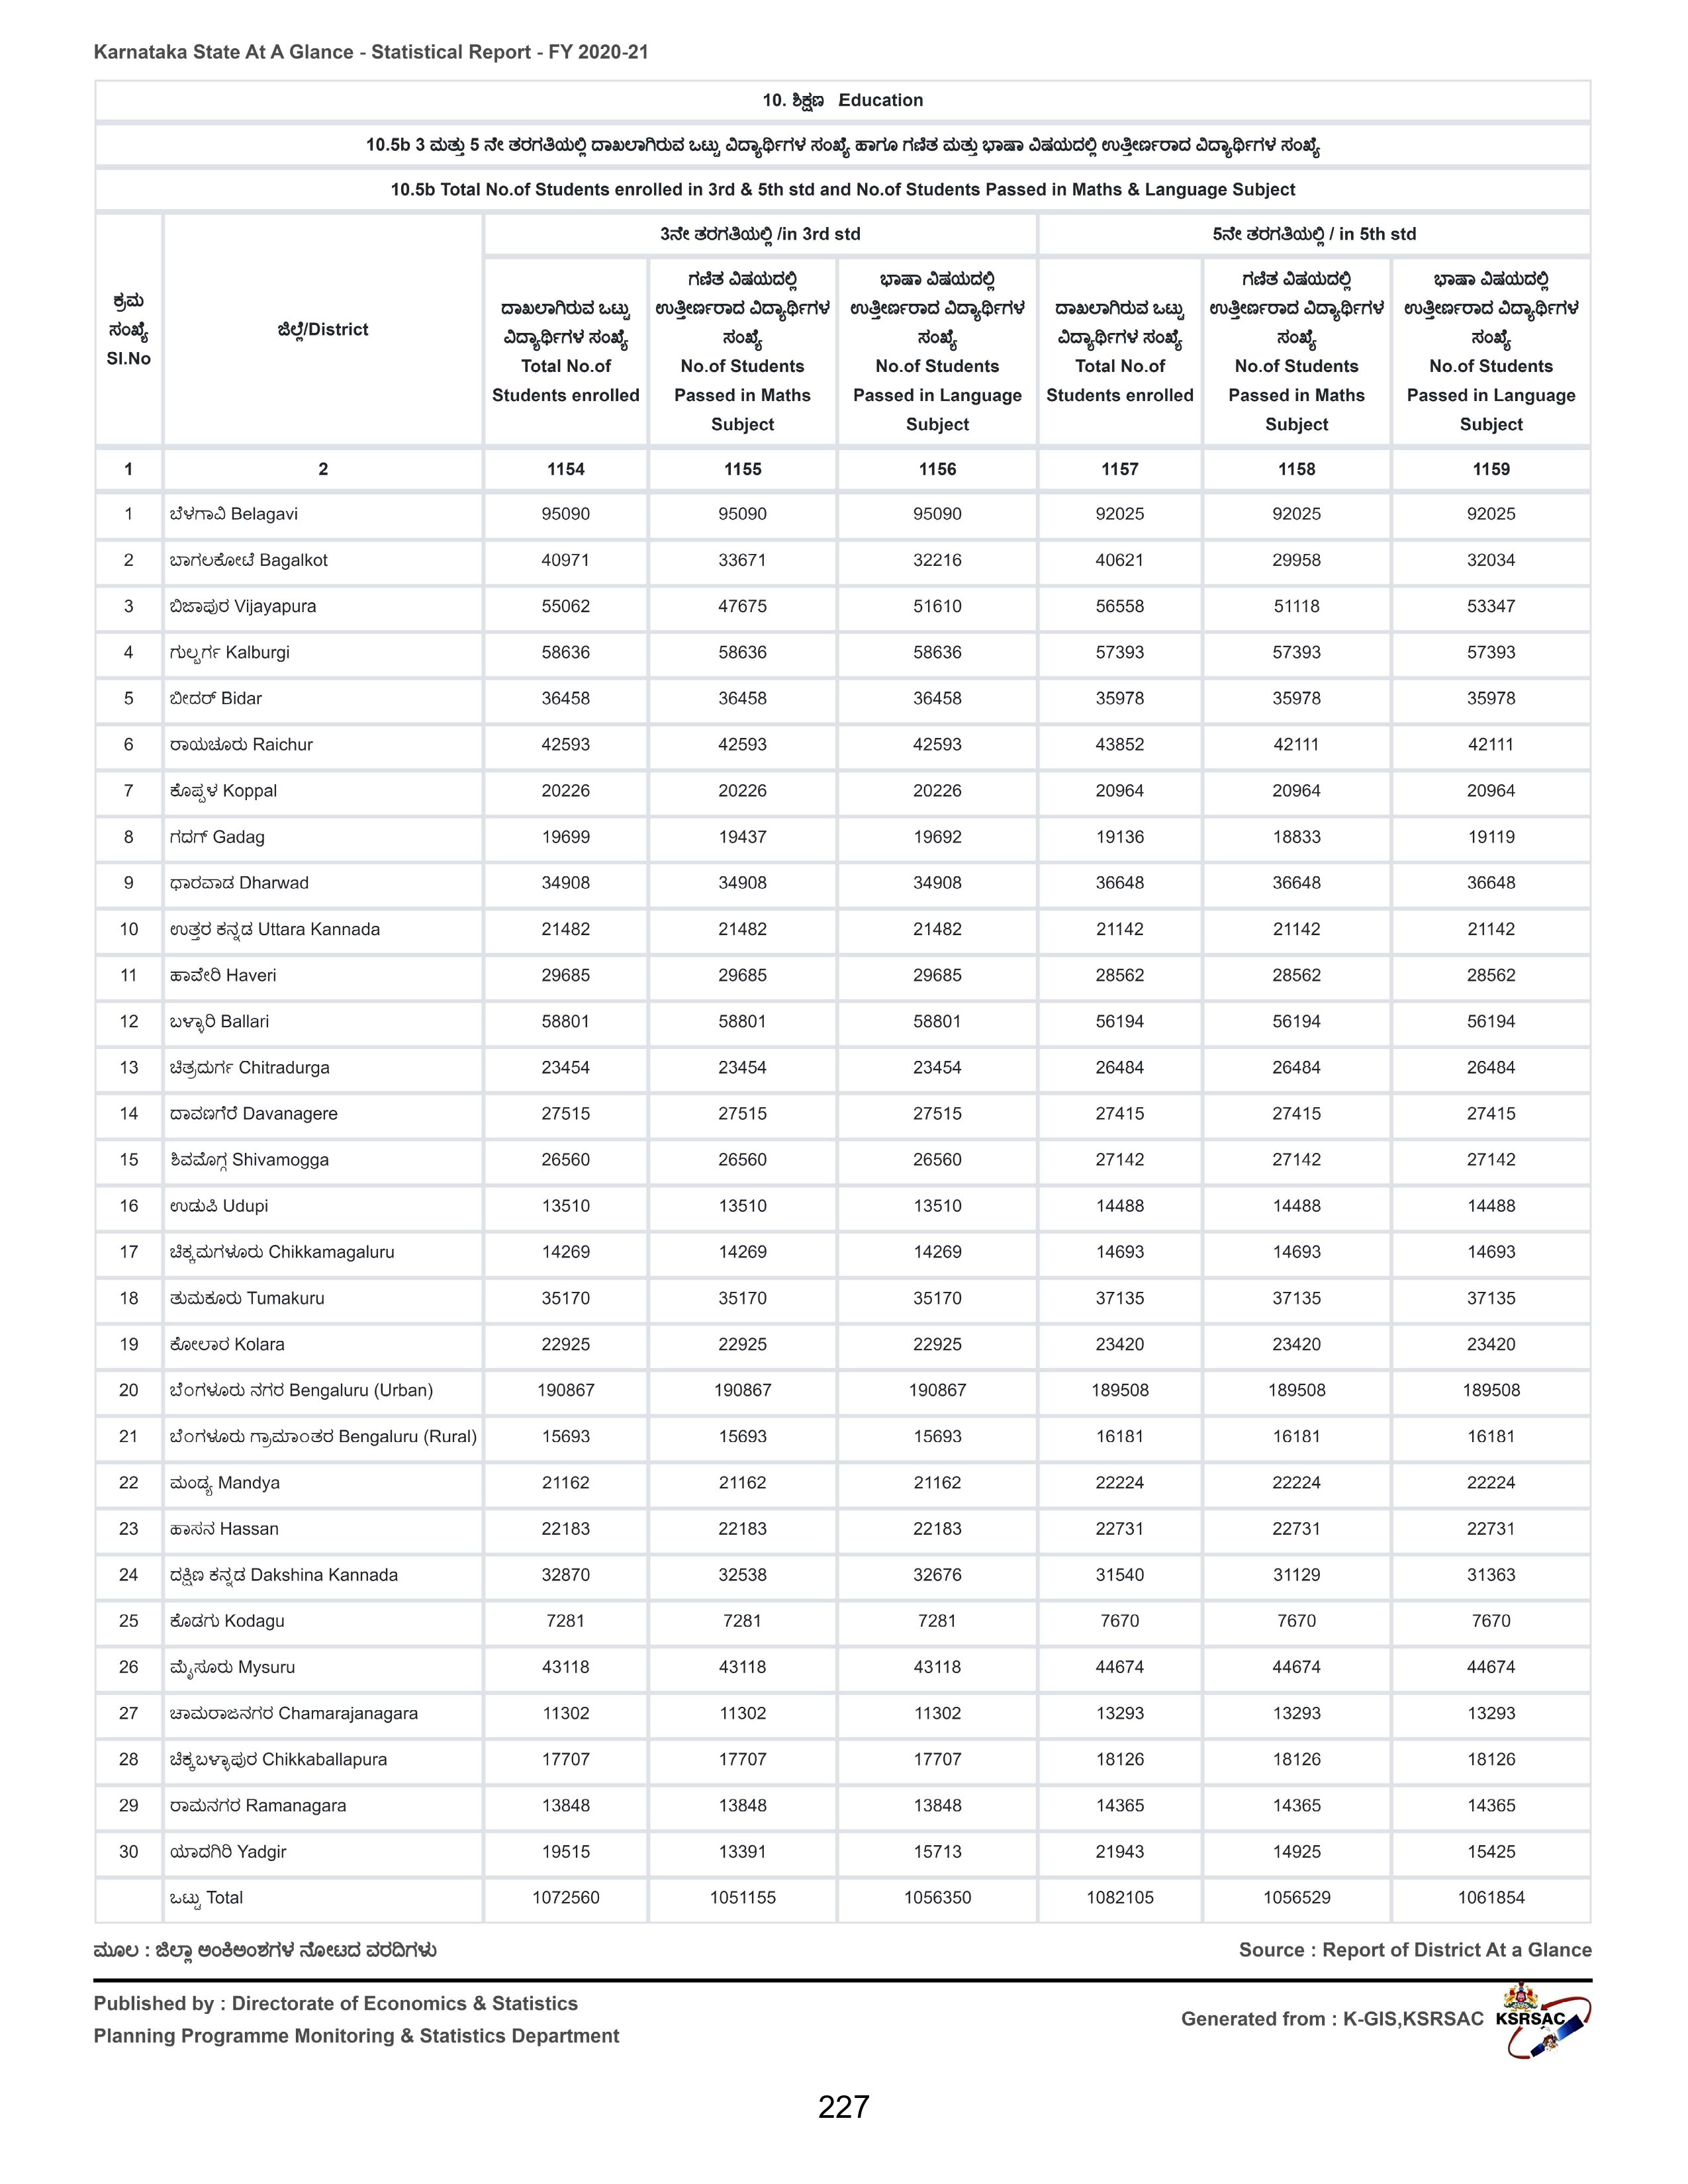 Karnataka State At A Glance - Statistical Report - FY 2020-21
10. ಶಿಕ್ಷಣ Education
10.5b 3 ಮತ್ತು 5 ನೇ ತರಗತಿಯಲ್ಲಿ ದಾಖಲಾಗಿರುವ ಒಟ್ಟು ವಿದ್ಯಾರ್ಥಿಗಳ ಸಂಖ್ಯೆ ಹಾಗೂ ಗಣಿತ ಮತ್ತು ಭಾಷಾ ವಿಷಯದಲ್ಲಿ ಉತ್ತೀರ್ಣರಾದ ವಿದ್ಯಾರ್ಥಿಗಳ ಸಂಖ್ಯೆ
10.5b Total No.of Students enrolled in 3rd & 5th std and No.of Students Passed in Maths & Language Subject
ಕ್ರಮ
ಸಂಖ್ಯೆ
Sl.No
ಜಿಲ್ಲೆ/District
3ನೇ ತರಗತಿಯಲ್ಲಿ /in 3rd std
5ನೇ ತರಗತಿಯಲ್ಲಿ / in 5th std
ದಾಖಲಾಗಿರುವ ಒಟ್ಟು
ವಿದ್ಯಾರ್ಥಿಗಳ ಸಂಖ್ಯೆ
Total No.of
Students enrolled
ಗಣಿತ ವಿಷಯದಲ್ಲಿ
ಉತ್ತೀರ್ಣರಾದ ವಿದ್ಯಾರ್ಥಿಗಳ
ಸಂಖ್ಯೆ
No.of Students
Passed in Maths
Subject
ಭಾಷಾ ವಿಷಯದಲ್ಲಿ
ಉತ್ತೀರ್ಣರಾದ ವಿದ್ಯಾರ್ಥಿಗಳ
ಸಂಖ್ಯೆ
No.of Students
Passed in Language
Subject
ದಾಖಲಾಗಿರುವ ಒಟ್ಟು
ವಿದ್ಯಾರ್ಥಿಗಳ ಸಂಖ್ಯೆ
Total No.of
Students enrolled
ಗಣಿತ ವಿಷಯದಲ್ಲಿ
ಉತ್ತೀರ್ಣರಾದ ವಿದ್ಯಾರ್ಥಿಗಳ
ಸಂಖ್ಯೆ
No.of Students
Passed in Maths
Subject
ಭಾಷಾ ವಿಷಯದಲ್ಲಿ
ಉತ್ತೀರ್ಣರಾದ ವಿದ್ಯಾರ್ಥಿಗಳ
ಸಂಖ್ಯೆ
No.of Students
Passed in Language
Subject
1 2 1154 1155 1156 1157 1158 1159
1 ಬೆಳಗಾವಿ Belagavi 95090 95090 95090 92025 92025 92025
2 ಬಾಗಲಕೋಟೆ Bagalkot 40971 33671 32216 40621 29958 32034
3 ಬಿಜಾಪುರ Vijayapura 55062 47675 51610 56558 51118 53347
4 ಗುಲ್ಬರ್ಗ Kalburgi 58636 58636 58636 57393 57393 57393
5 ಬೀದರ್ Bidar 36458 36458 36458 35978 35978 35978
6 ರಾಯಚೂರು Raichur 42593 42593 42593 43852 42111 42111
7 ಕೊಪ್ಪಳ Koppal 20226 20226 20226 20964 20964 20964
8 ಗದಗ್ Gadag 19699 19437 19692 19136 18833 19119
9 ಧಾರವಾಡ Dharwad 34908 34908 34908 36648 36648 36648
10 ಉತ್ತರ ಕನ್ನಡ Uttara Kannada 21482 21482 21482 21142 21142 21142
11 ಹಾವೇರಿ Haveri 29685 29685 29685 28562 28562 28562
12 ಬಳ್ಳಾರಿ Ballari 58801 58801 58801 56194 56194 56194
13 ಚಿತ್ರದುರ್ಗ Chitradurga 23454 23454 23454 26484 26484 26484
14 ದಾವಣಗೆರೆ Davanagere 27515 27515 27515 27415 27415 27415
15 ಶಿವಮೊಗ್ಗ Shivamogga 26560 26560 26560 27142 27142 27142
16 ಉಡುಪಿ Udupi 13510 13510 13510 14488 14488 14488
17 ಚಿಕ್ಕಮಗಳೂರು Chikkamagaluru 14269 14269 14269 14693 14693 14693
18 ತುಮಕೂರು Tumakuru 35170 35170 35170 37135 37135 37135
19 ಕೋಲಾರ Kolara 22925 22925 22925 23420 23420 23420
20 ಬೆಂಗಳೂರು ನಗರ Bengaluru (Urban) 190867 190867 190867 189508 189508 189508
21 ಬೆಂಗಳೂರು ಗ್ರಾಮಾಂತರ Bengaluru (Rural) 15693 15693 15693 16181 16181 16181
22 ಮಂಡ್ಯ Mandya 21162 21162 21162 22224 22224 22224
23 ಹಾಸನ Hassan 22183 22183 22183 22731 22731 22731
24 ದಕ್ಷಿಣ ಕನ್ನಡ Dakshina Kannada 32870 32538 32676 31540 31129 31363
25 ಕೊಡಗು Kodagu 7281 7281 7281 7670 7670 7670
26 ಮೈಸೂರು Mysuru 43118 43118 43118 44674 44674 44674
27 ಚಾಮರಾಜನಗರ Chamarajanagara 11302 11302 11302 13293 13293 13293
28 ಚಿಕ್ಕಬಳ್ಳಾಪುರ Chikkaballapura 17707 17707 17707 18126 18126 18126
29 ರಾಮನಗರ Ramanagara 13848 13848 13848 14365 14365 14365
30 ಯಾದಗಿರಿ Yadgir 19515 13391 15713 21943 14925 15425
ಒಟ್ಟು Total 1072560 1051155 1056350 1082105 1056529 1061854
ಮೂಲ : ಜಿಲ್ಲಾ ಅಂಕಿಅಂಶಗಳ ನೋಟದ ವರದಿಗಳು
Source : Report of District At a Glance
Published by : Directorate of Economics & Statistics
Planning Programme Monitoring & Statistics Department
Generated from : K-GIS,KSRSAC
KSRSAC
227